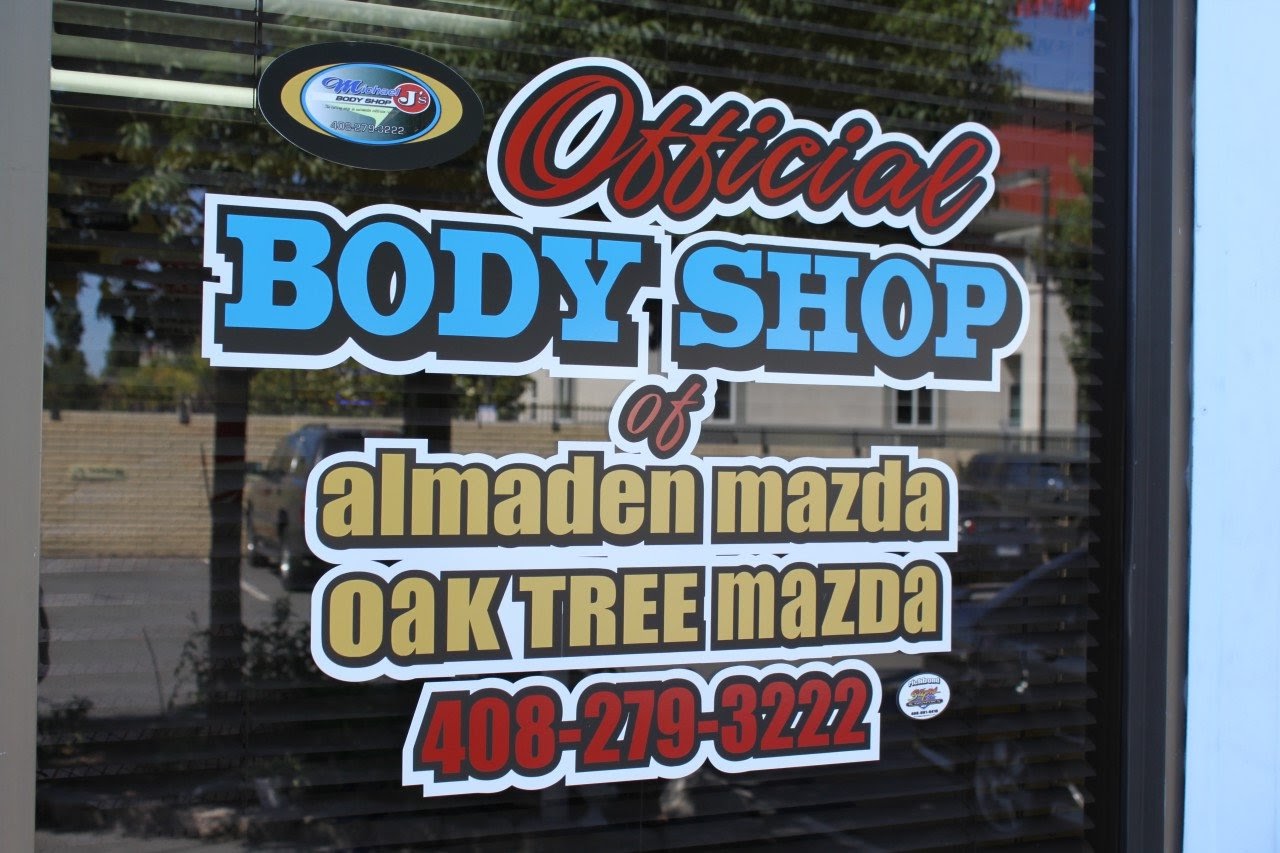 Michael J's
BODY SHOP
408-279-3222
Official
BODY SHOP
of
almaden mazda
OAK TREE mazda
408-279-3222